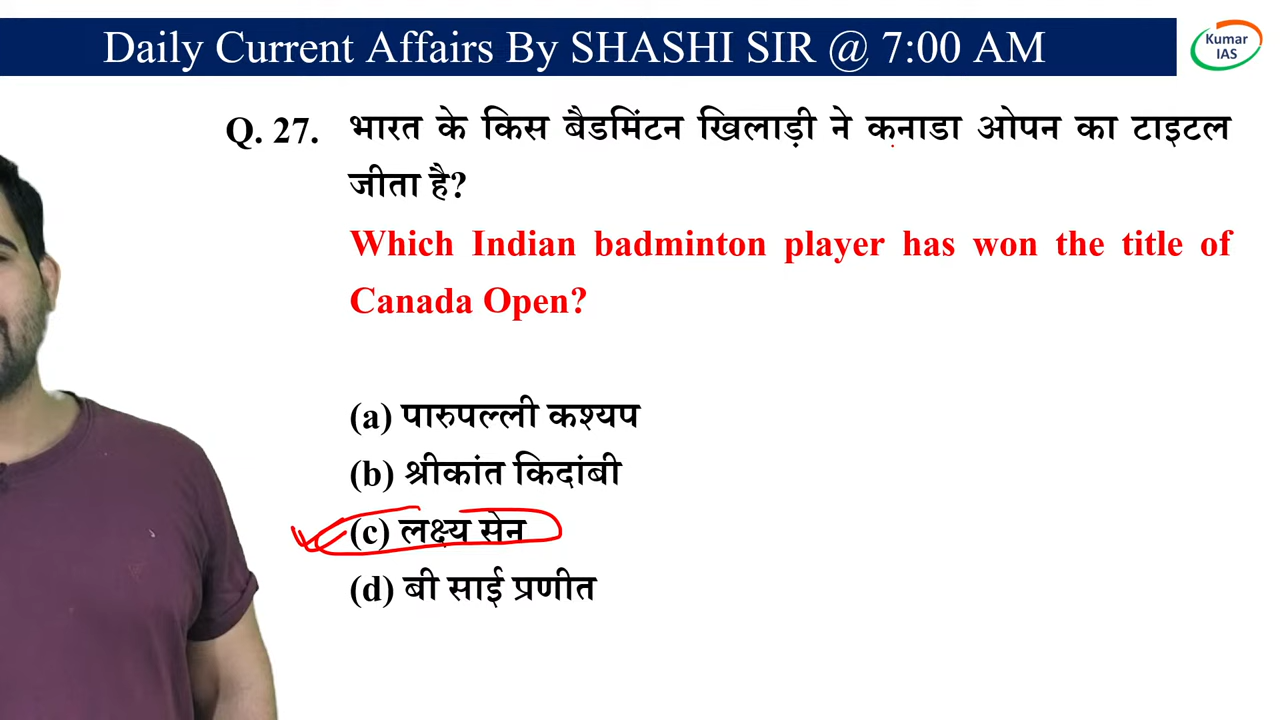 Daily Current Affairs By SHASHI SIR @ 7:00 AM
Kumar
IAS
Q. 27. भारत के किस बैडमिंटन खिलाड़ी ने कनाडा ओपन का टाइटल
जीता है?
Which Indian badminton player has won the title of
Canada Open?
(a) पारुपल्ली कश्यप
(b) श्रीकांत किदांबी
(c) लक्ष्य सेन
(d) बी साई प्रणीत